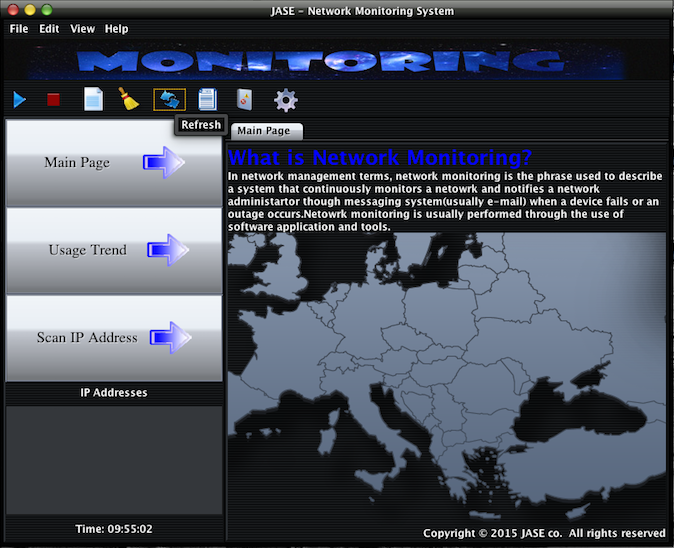 JASE - Network Monitoring System
File Edit View Help
MONITORING
Refresh
Main Page
Usage Trend
Scan IP Address
IP Addresses
Time: 09:55:02
Main Page
What is Network Monitoring?
In network management terms, network monitoring is the phrase used to describe
a system that continuously monitors a netowrk and notifies a network
administartor though messaging system(usually e-mail) when a device fails or an
outage occurs.Netowrk monitoring is usually performed through the use of
software application and tools.
Copyright © 2015 JASE co. All rights reserved